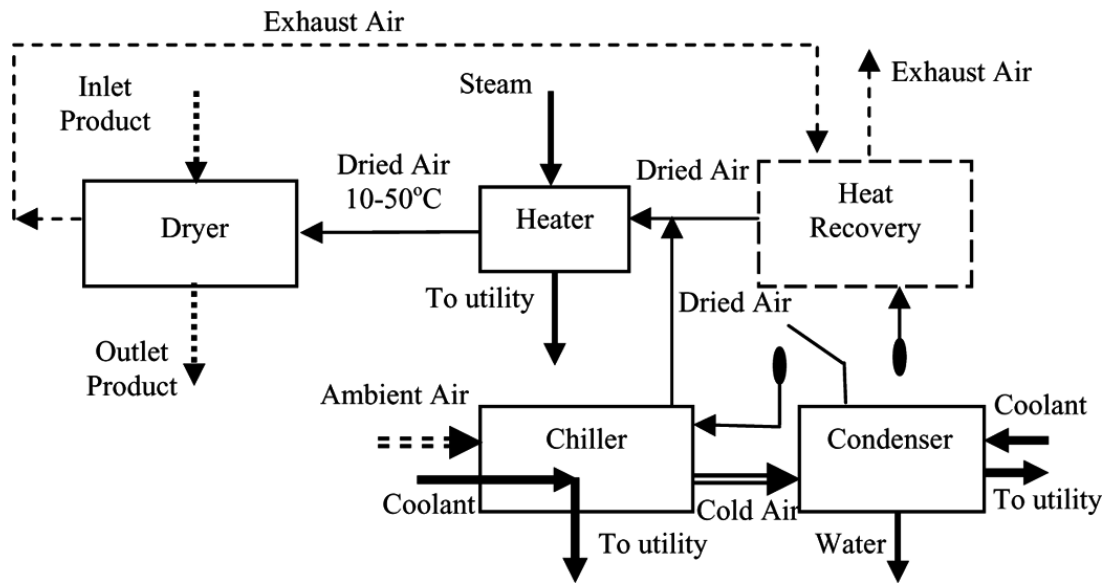 Exhaust Air
Exhaust Air
Inlet
Product
Steam
Dried Air
10-50ºC
Dried Air
Heat
Recovery
Dryer
Heater
To utility
Dried Air
Outlet
Product
Ambient Air
Chiller
Condenser
Coolant
Coolant
Cold Air
To utility
To utility
Water